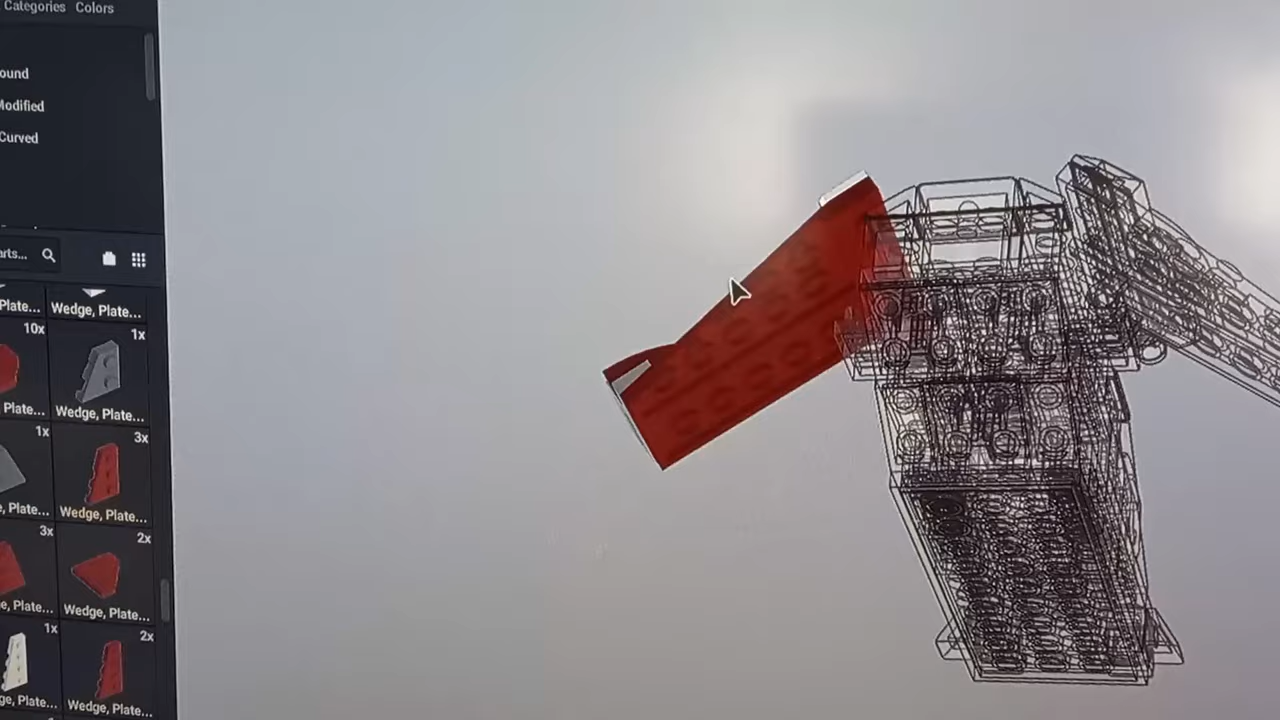 Categories Colors
ound
Modified
Curved
arts...
Plate... Wedge, Plate...
10x 1x
Plate... Wedge, Plate...
1x 3x
e, Plate... Wedge, Plate...
3x 2x
e, Plate... Wedge, Plate...
1x 2x
ge, Plate... Wedge, Plate...